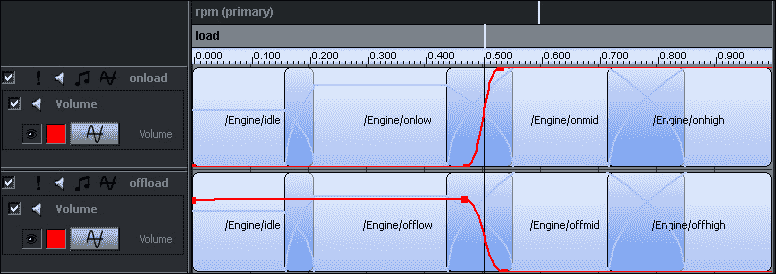 rpm (primary)
load
0.000 0.100 0.200 0.300 0.400 0.500 0.600 0.700 0.800 0.900
onload
Volume
Volume
/Engine/idle /Engine/onlow /Engine/onmid /Engine/onhigh
offload
Volume
Volume
/Engine/idle /Engine/offlow /Engine/offmid /Engine/offhigh